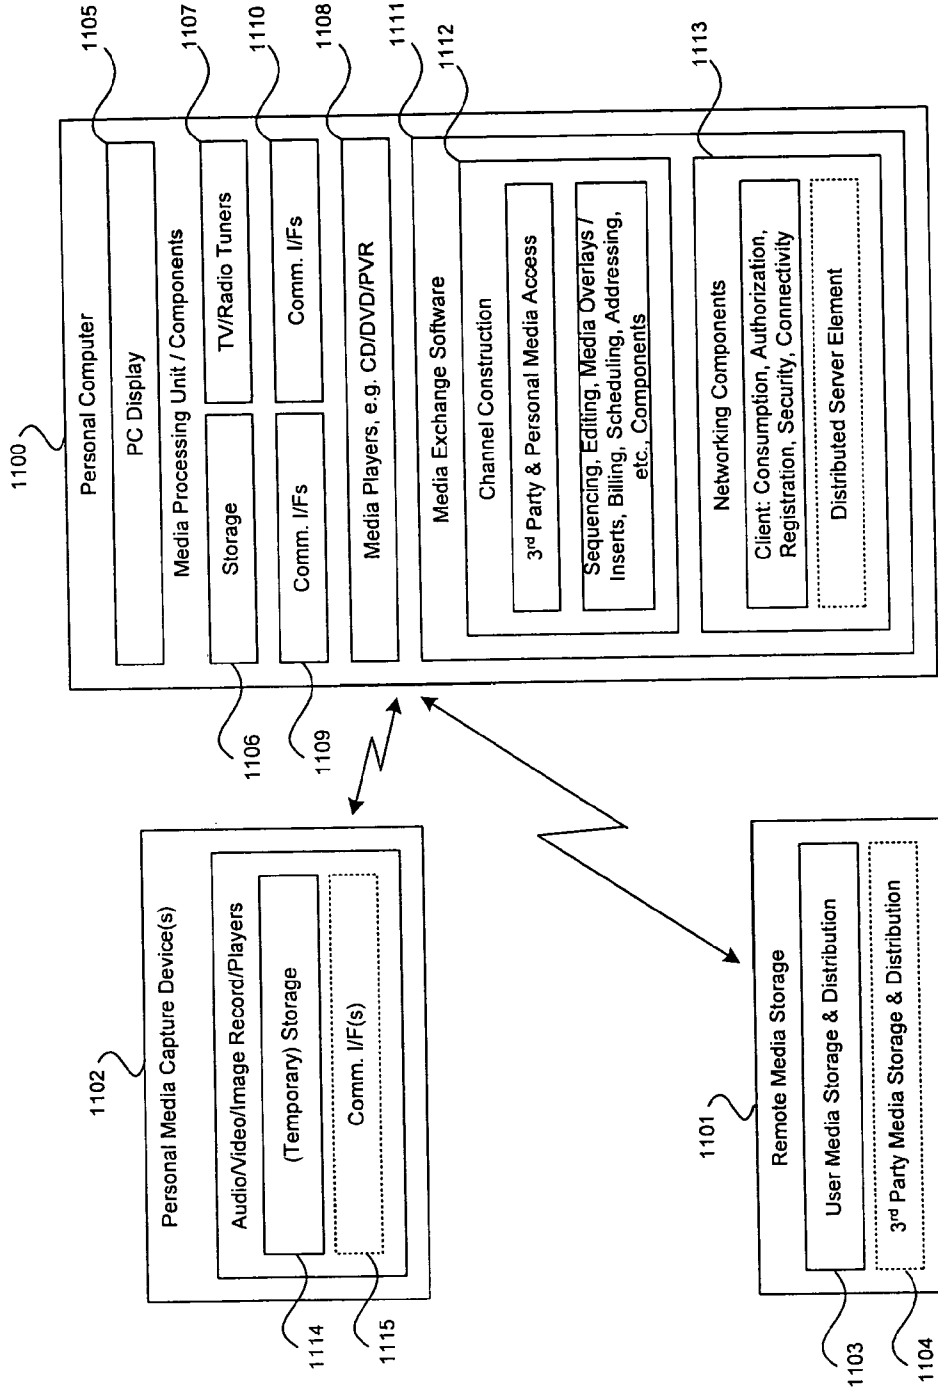 1100
Personal Computer
1105
PC Display
Media Processing Unit / Components
1106
Storage
1107
TV/Radio Tuners
1109
Comm. I/Fs
1110
Comm. I/Fs
1108
Media Players, e.g. CD/DVD/PVR
1111
Media Exchange Software
1112
Channel Construction
3rd Party & Personal Media Access
Sequencing, Editing, Media Overlays /
Inserts, Billing, Scheduling, Addressing,
etc., Components
1113
Networking Components
Client: Consumption, Authorization,
Registration, Security, Connectivity
Distributed Server Element
1102
Personal Media Capture Device(s)
Audio/Video/Image Record/Players
1114
(Temporary) Storage
1115
Comm. I/F(s)
1101
Remote Media Storage
1103
User Media Storage & Distribution
1104
3rd Party Media Storage & Distribution